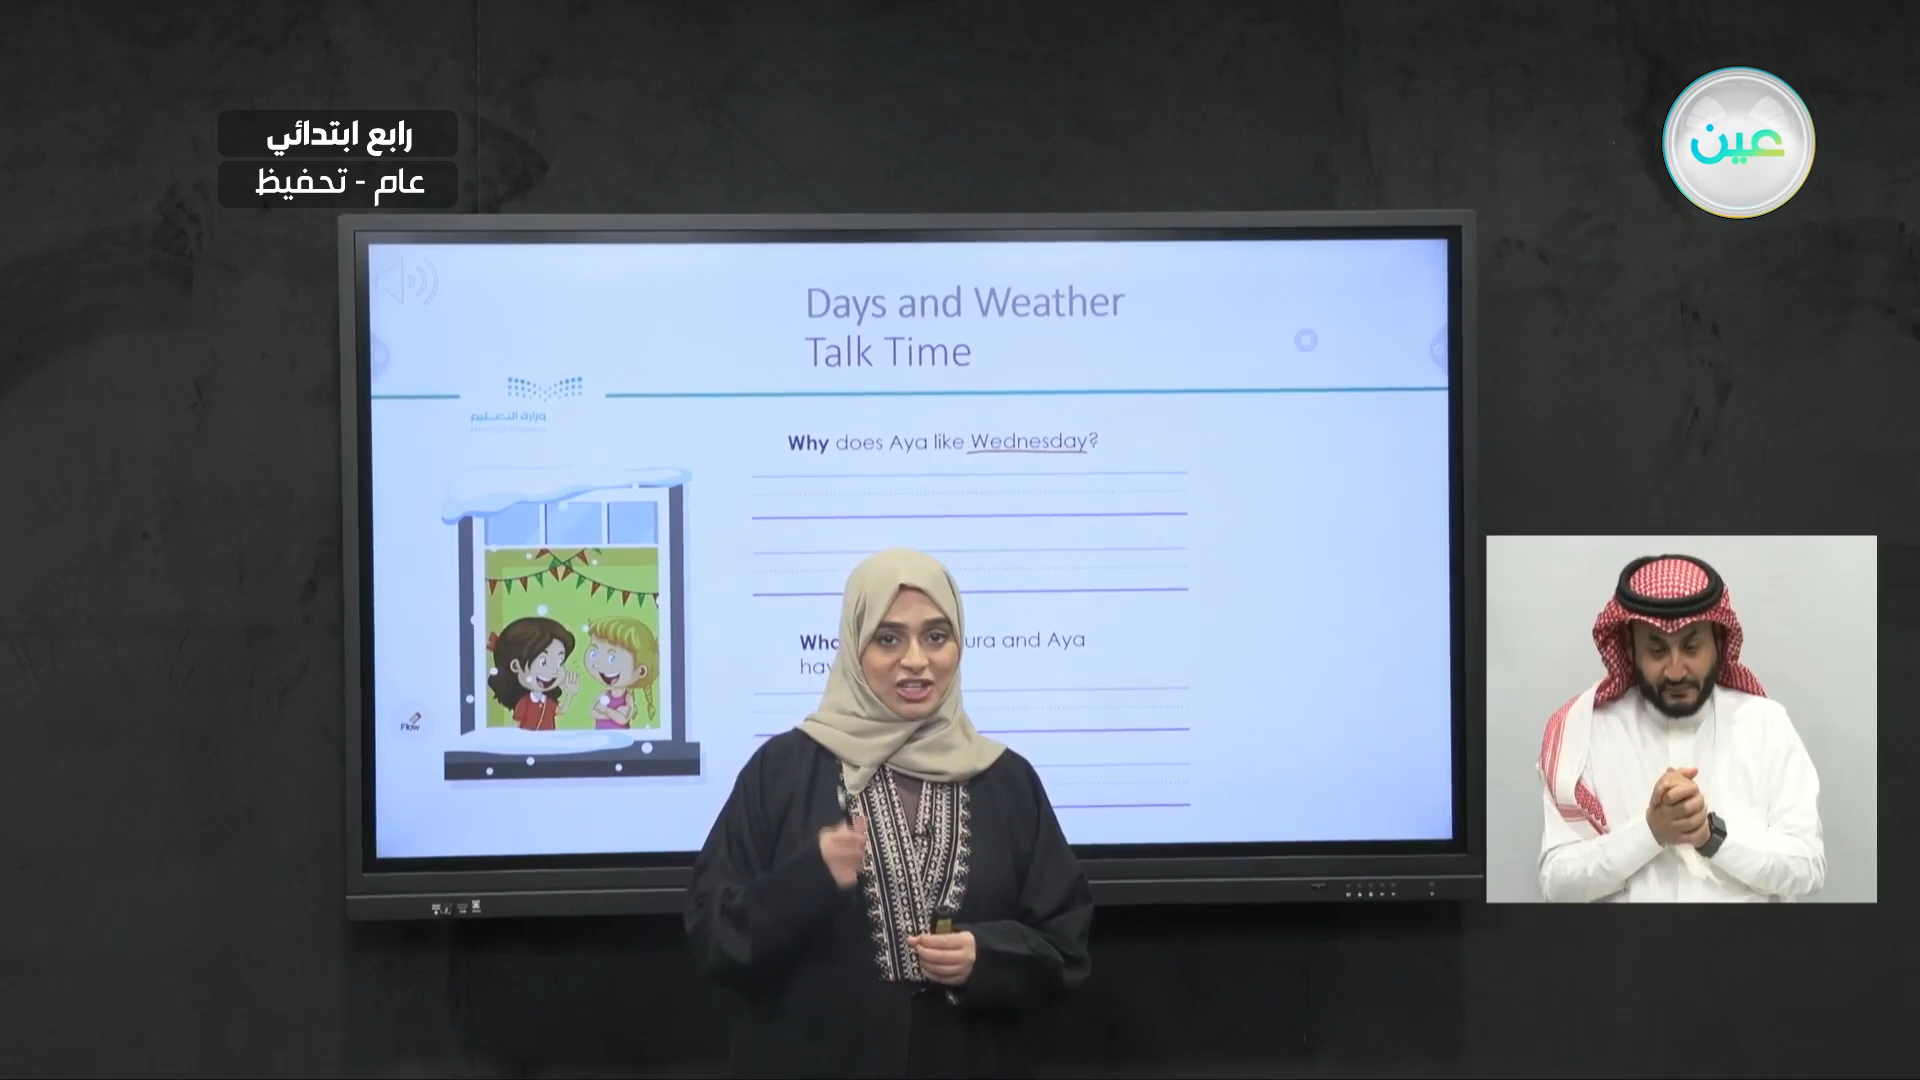 رابع ابتدائي
عام - تحفيظ
عين
Days and Weather
Talk Time
وزارة التعليم
Why does Aya like Wednesday?
and Aya
Flow